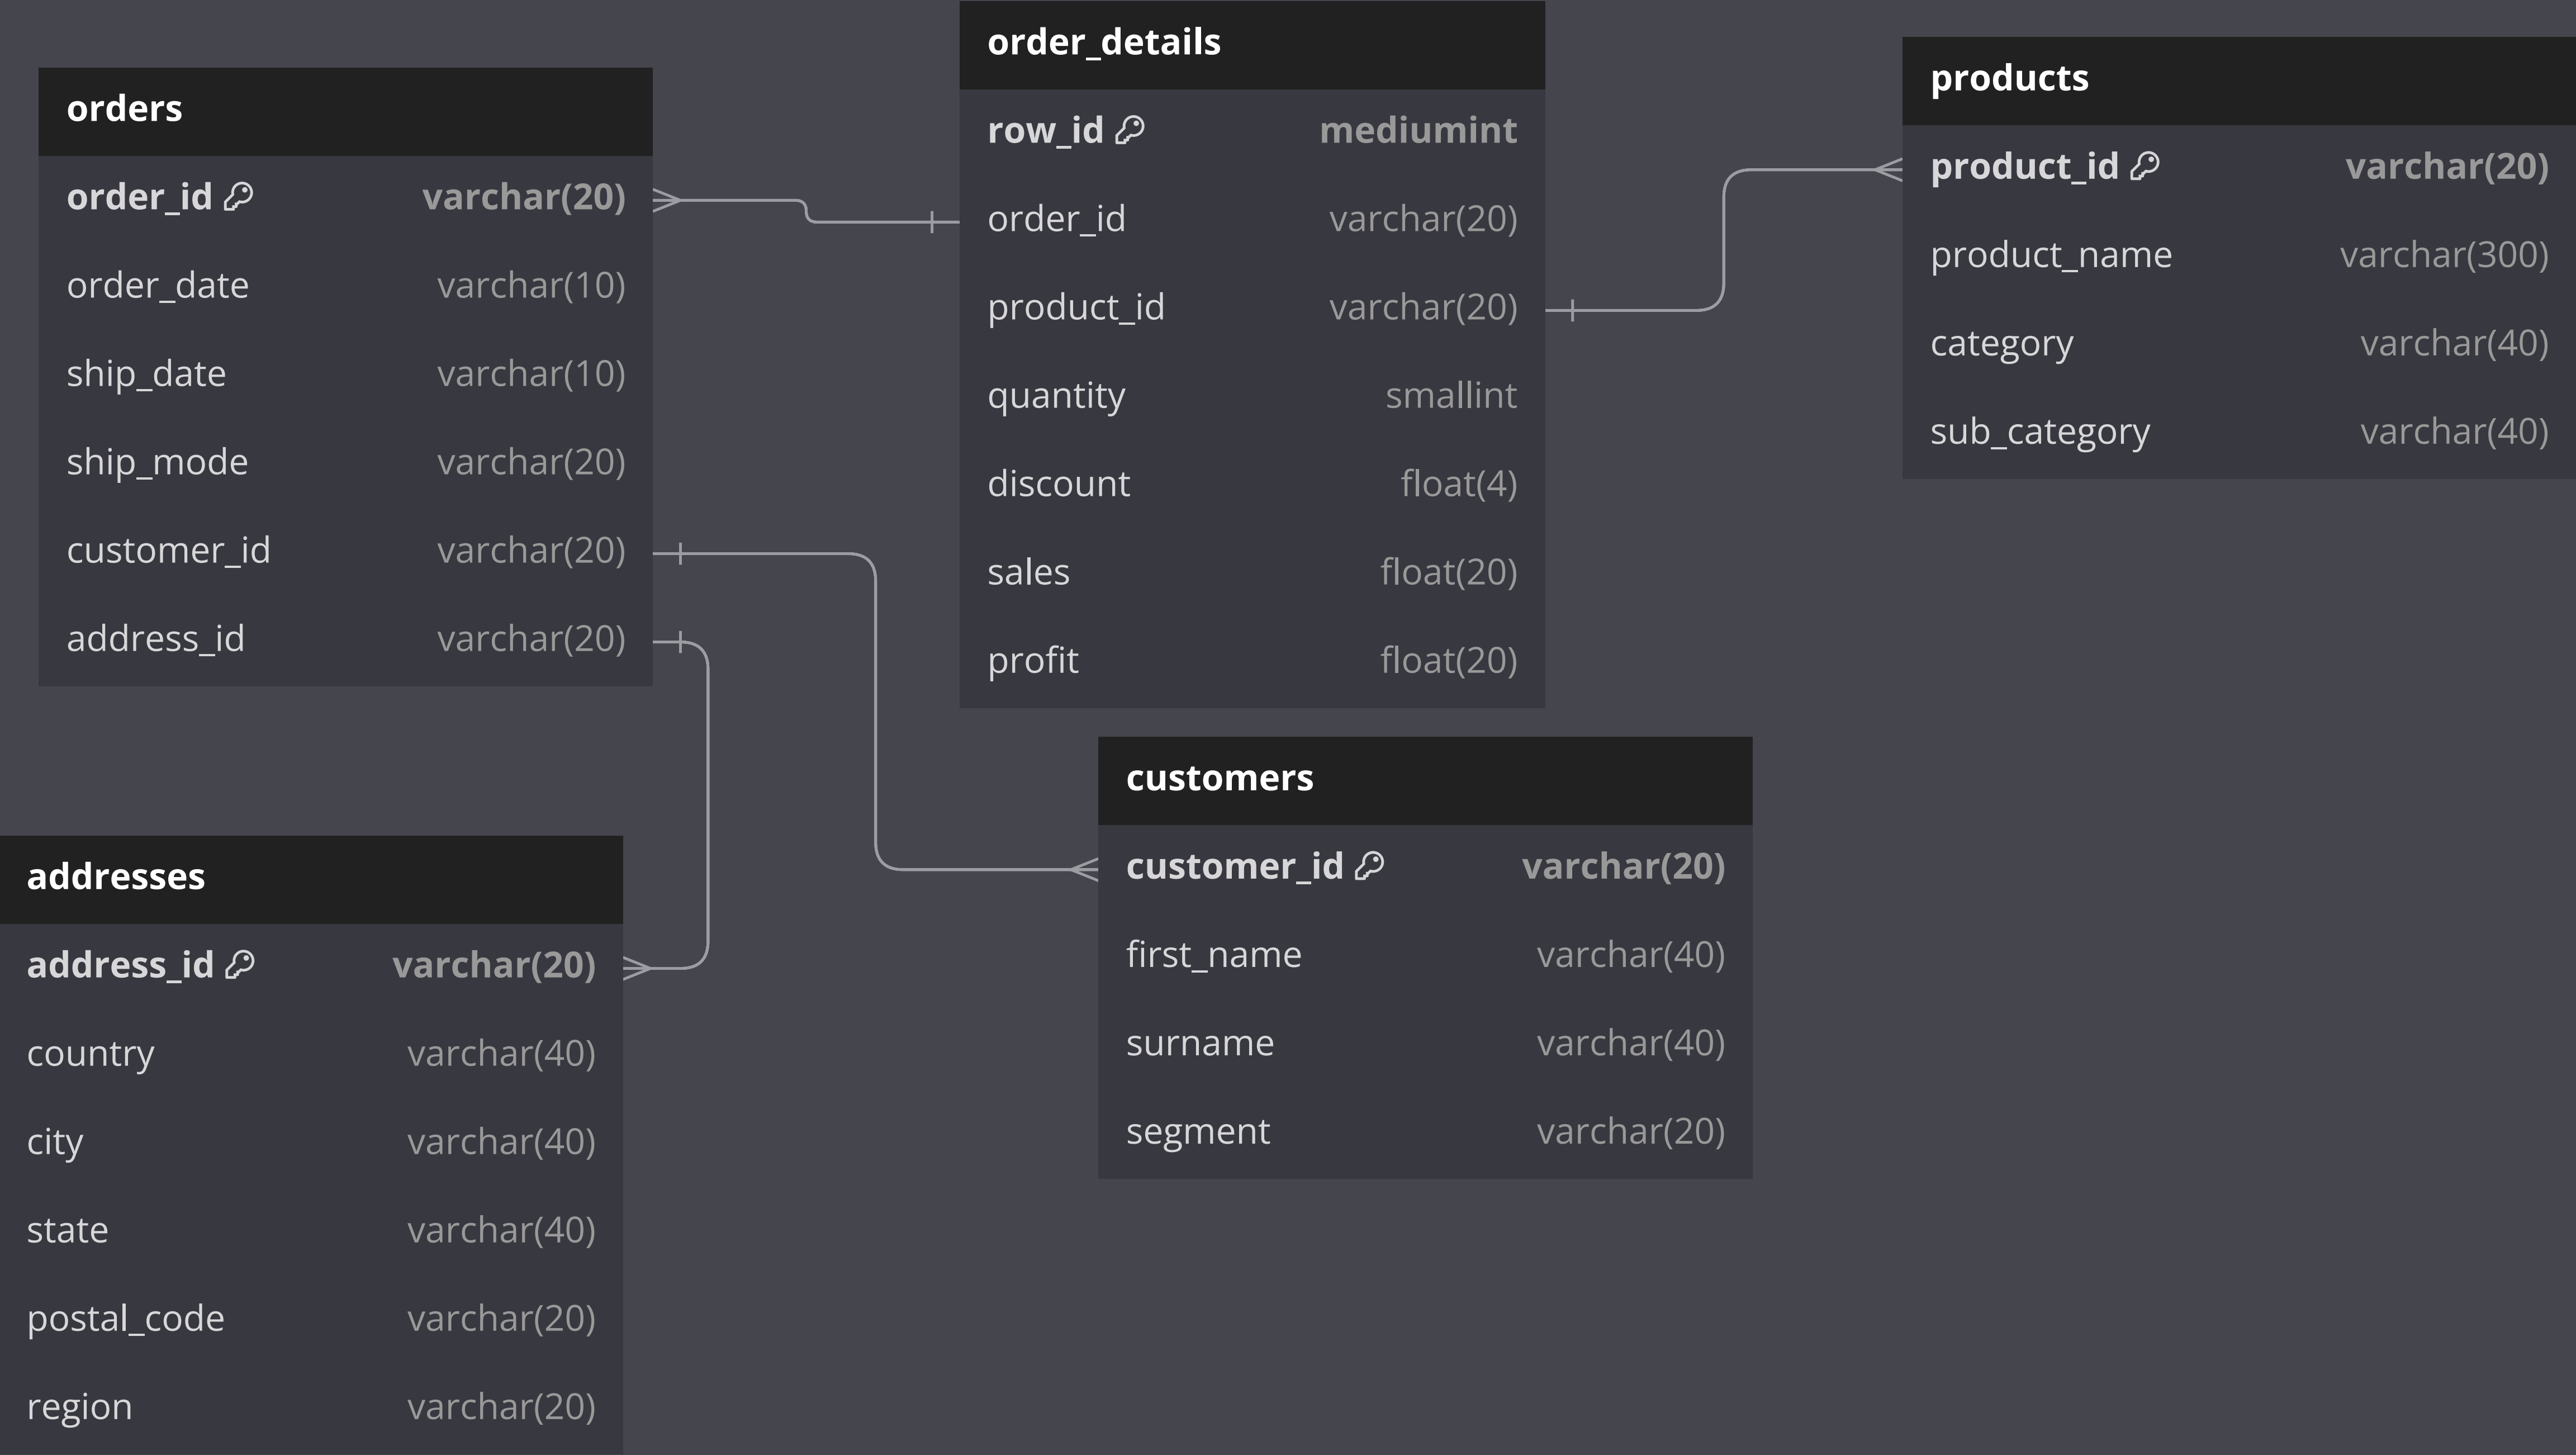 orders
order_id varchar(20)
order_date varchar(10)
ship_date varchar(10)
ship_mode varchar(20)
customer_id varchar(20)
address_id varchar(20)
order_details
row_id mediumint
order_id varchar(20)
product_id varchar(20)
quantity smallint
discount float(4)
sales float(20)
profit float(20)
products
product_id varchar(20)
product_name varchar(300)
category varchar(40)
sub_category varchar(40)
addresses
address_id varchar(20)
country varchar(40)
city varchar(40)
state varchar(40)
postal_code varchar(20)
region varchar(20)
customers
customer_id varchar(20)
first_name varchar(40)
surname varchar(40)
segment varchar(20)